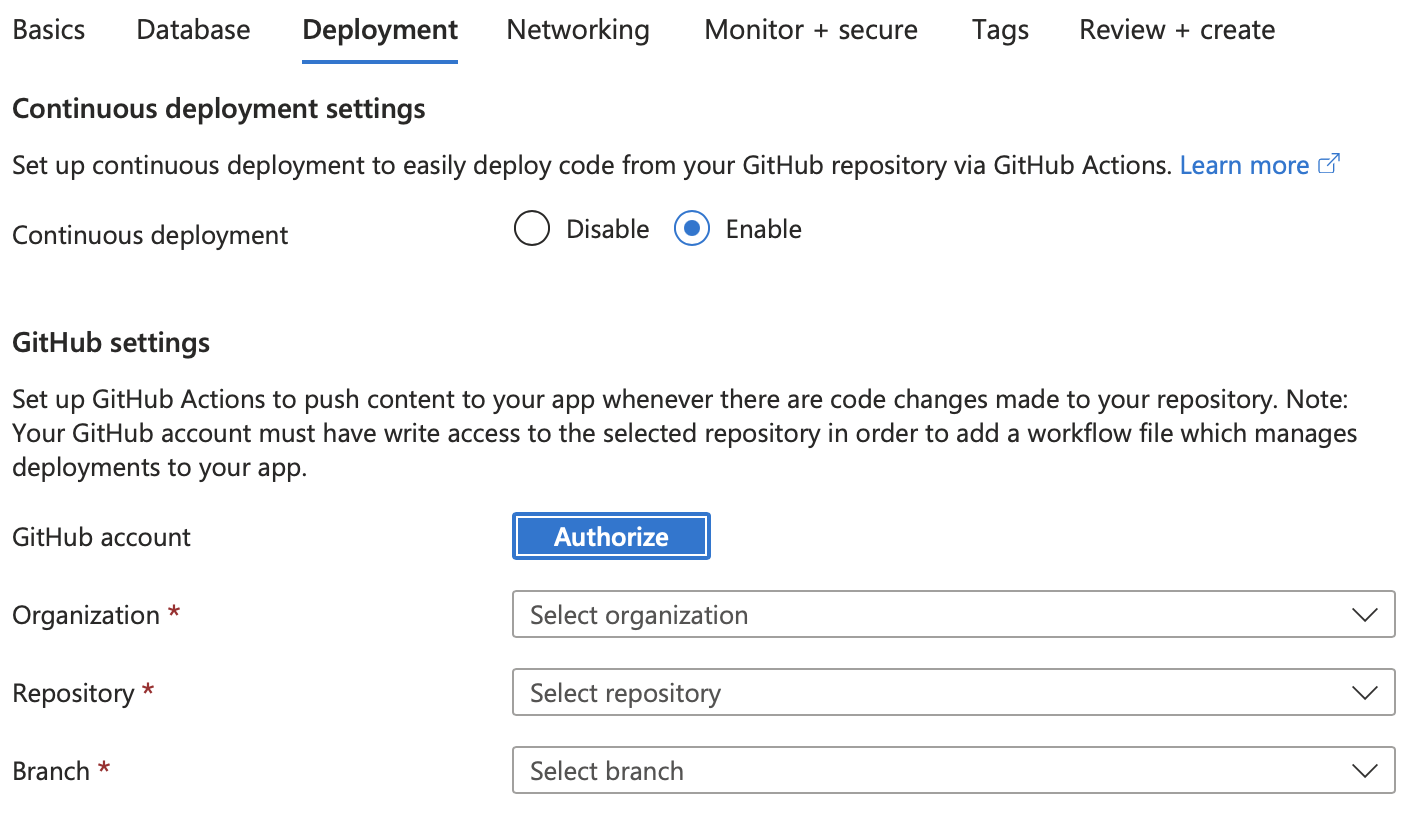 Basics Database Deployment Networking Monitor + secure Tags Review + create
Continuous deployment settings
Set up continuous deployment to easily deploy code from your GitHub repository via GitHub Actions. Learn more
Continuous deployment Disable Enable
GitHub settings
Set up GitHub Actions to push content to your app whenever there are code changes made to your repository. Note:
Your GitHub account must have write access to the selected repository in order to add a workflow file which manages
deployments to your app.
GitHub account Authorize
Organization * Select organization
Repository * Select repository
Branch * Select branch